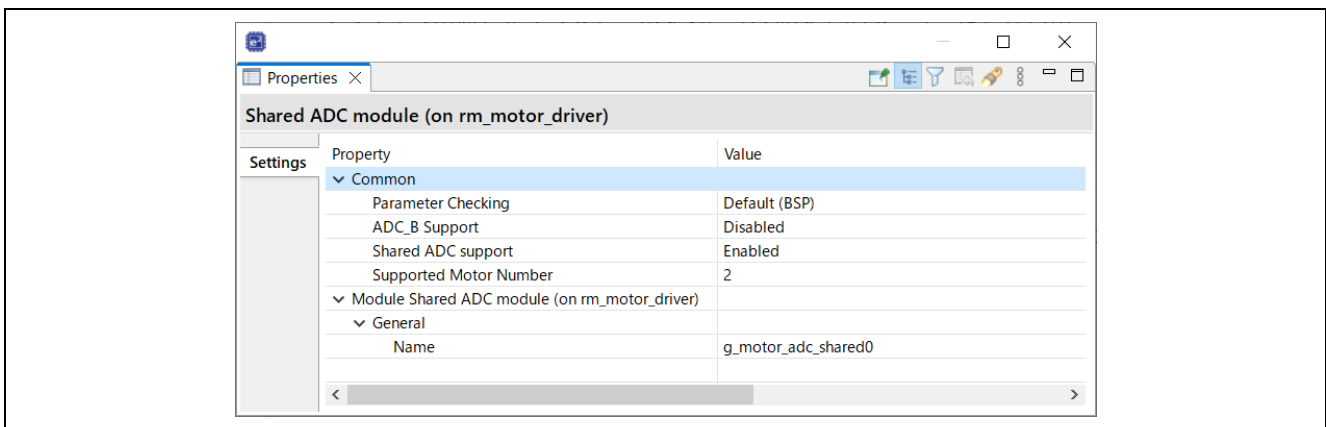 Properties
Shared ADC module (on rm_motor_driver)
Settings
Property Value
Common
Parameter Checking Default (BSP)
ADC_B Support Disabled
Shared ADC support Enabled
Supported Motor Number 2
Module Shared ADC module (on rm_motor_driver)
General
Name g_motor_adc_shared0